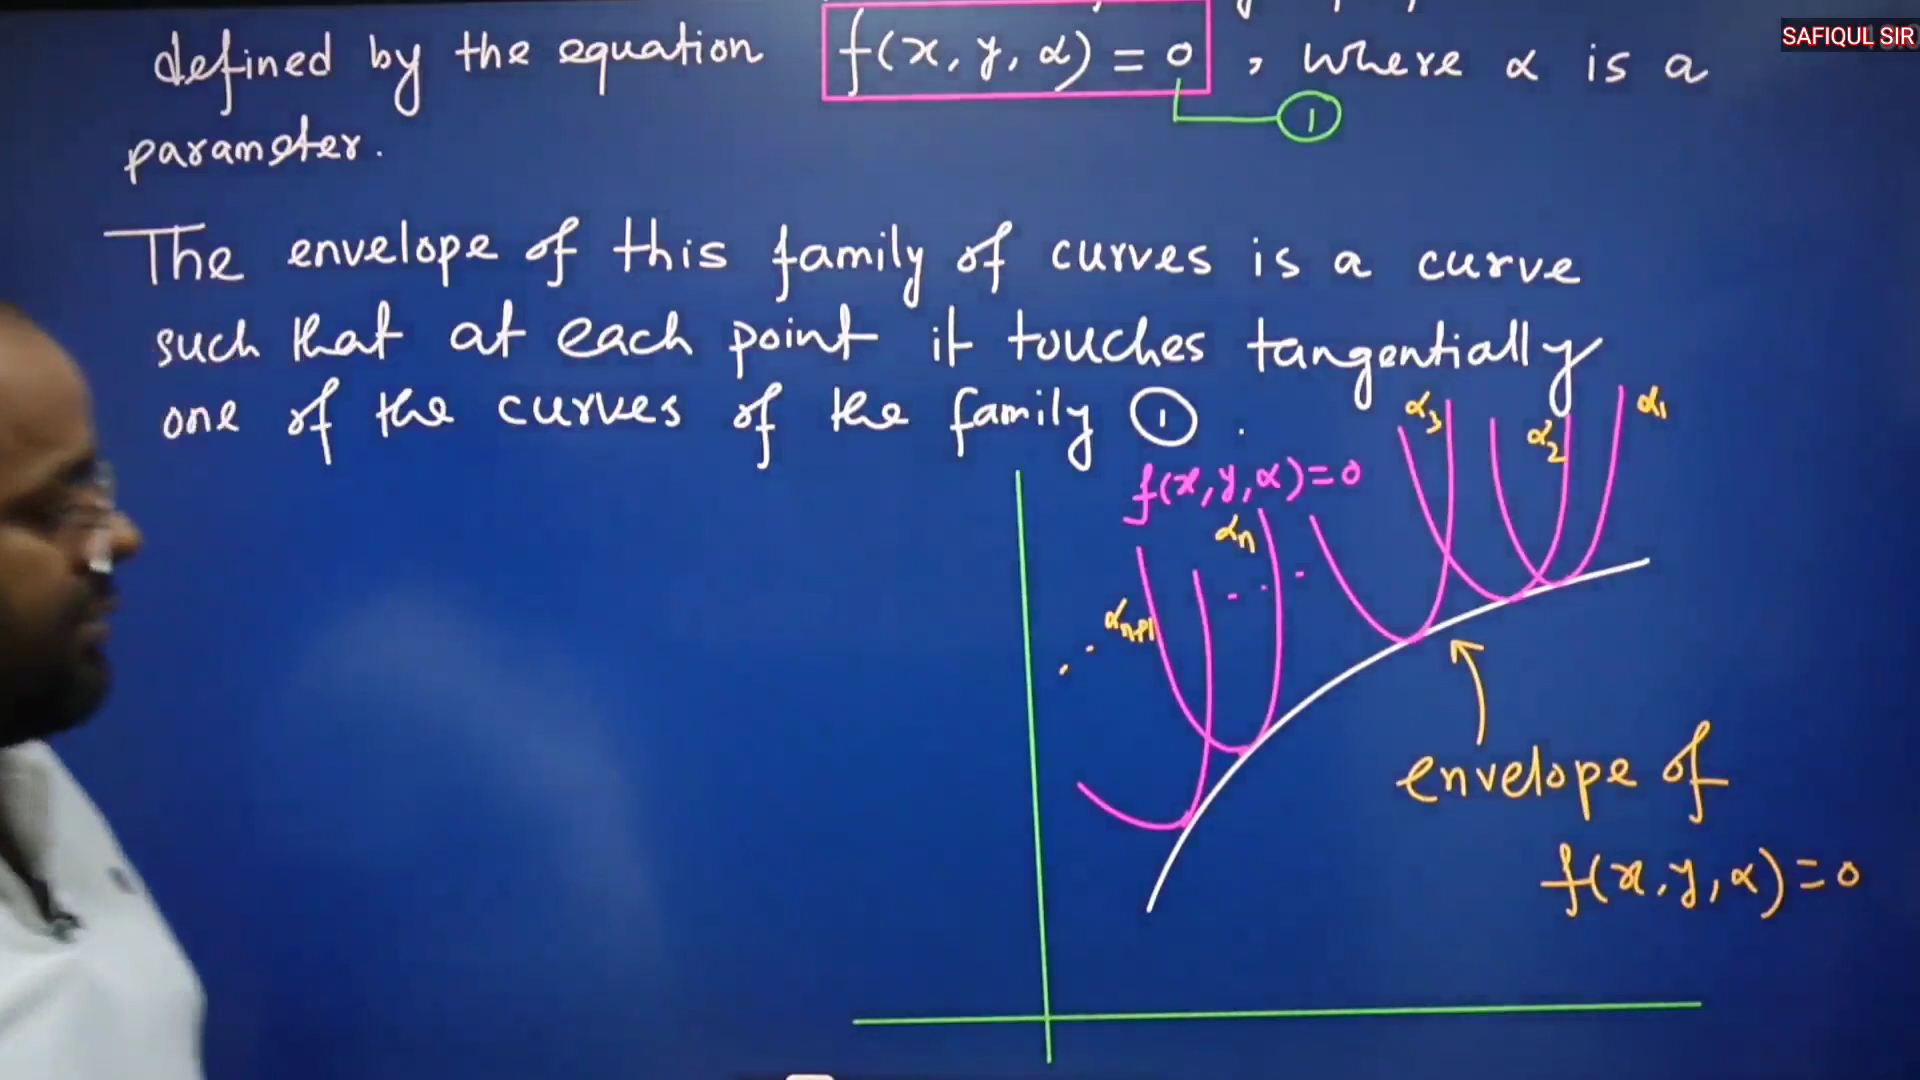 SAFIQUL SIR
defined by the equation f(x, y, α) = 0, where α is a
1
parameter.
The envelope of this family of curves is a curve
such that at each point it touches tangentially
one of the curves of the family 1.
α3
α2
α1
f(x, y, α) = 0
αn
αn+1
envelope of
f(x, y, α) = 0